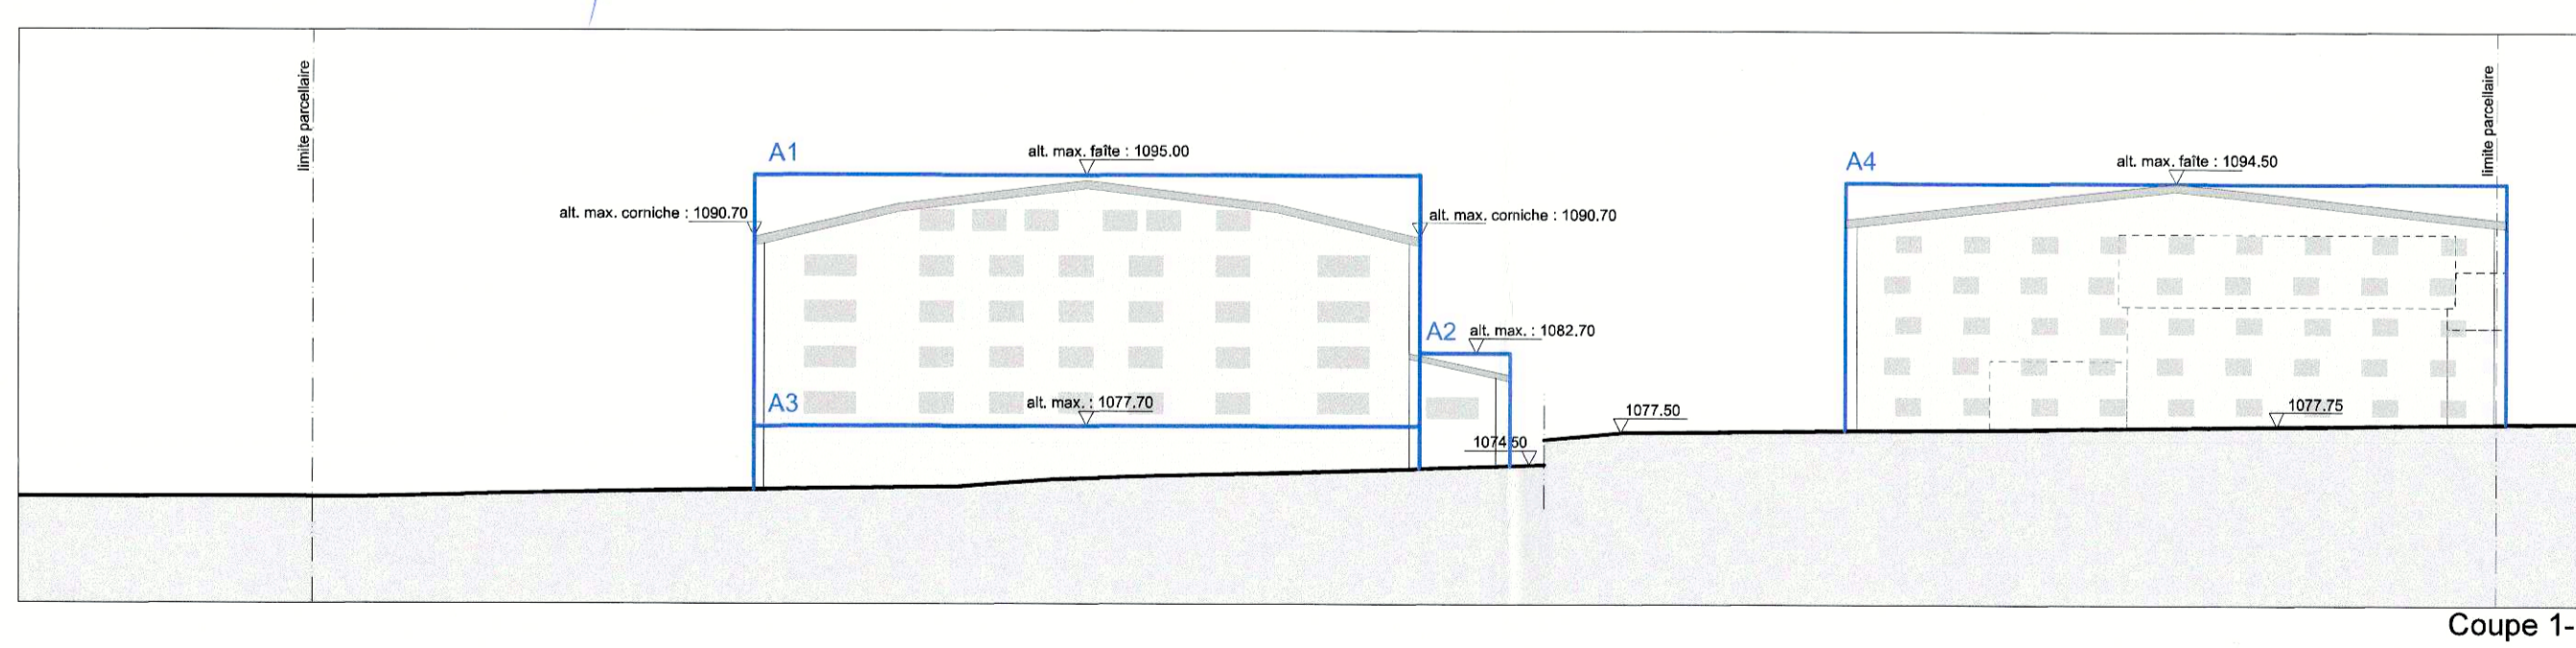 limite parcellaire
limite parcellaire
A1
alt. max. faîte : 1095.00
A4
alt. max. faîte : 1094.50
alt. max. corniche : 1090.70
alt. max. corniche : 1090.70
A2
alt. max. : 1082.70
A3
alt. max. : 1077.70
1077.50
1077.75
1074.50
Coupe 1-